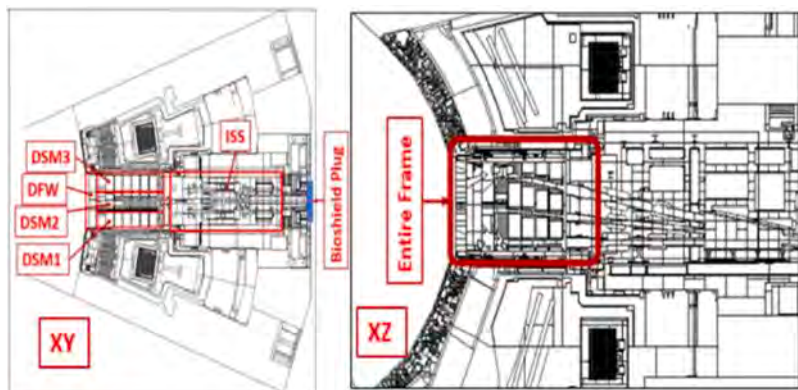 DSM3
DFW
DSM2
DSM1
ISS
Bioshield Plug
XY
Entire Frame
XZ